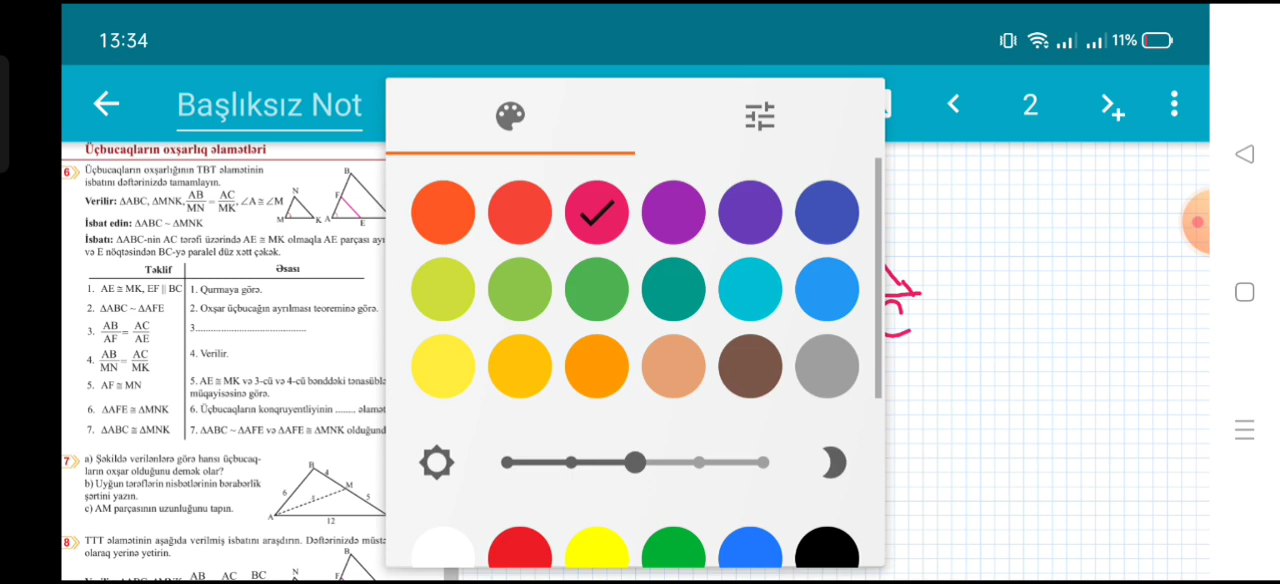 13:34
11%
Başlıksız Not
2
Üçbucaqların oxşarlıq əlamətləri
6 Üçbucaqların oxşarlığının TBT əlamətinin
isbatını dəftərinizdə tamamlayın.
Verilir: ΔABC, ΔMNK, AB/MN = AC/MK, ∠A ≅ ∠M
B
F
A
E
N
M
K
İsbat edin: ΔABC ~ ΔMNK
İsbatı: ΔABC-nin AC tərəfi üzərində AE ≅ MK olmaqla AE parçası
və E nöqtəsindən BC-yə paralel düz xətt çəkək.
Təklif Əsası
1. AE ≅ MK, EF || BC 1. Qurmaya görə.
2. ΔABC ~ ΔAFE 2. Oxşar üçbucağın ayrılması teoreminə görə.
3. AB/AF = AC/AE 3.......................................
4. AB/MN = AC/MK 4. Verilir.
5. AF ≅ MN 5. AE ≅ MK və 3-cü və 4-cü bənddəki
müqayisəsinə görə.
6. ΔAFE ≅ ΔMNK 6. Üçbucaqların konqruyentliyinin ........
7. ΔABC ≅ ΔMNK 7. ΔABC ~ ΔAFE və ΔAFE ≅ ΔMNK
7 a) Şəkildə verilənlərə görə hansı üçbucaq-
ların oxşar olduğunu demək olar?
b) Uyğun tərəflərin nisbətlərinin bərabərlik
şərtini yazın.
c) AM parçasının uzunluğunu tapın.
B
4
M
6
5
A
12
8 TTT əlamətinin aşağıda verilmiş isbatını araşdırın. Dəftərinizdə
olaraq yerinə yetirin.
B
N
AB AC BC